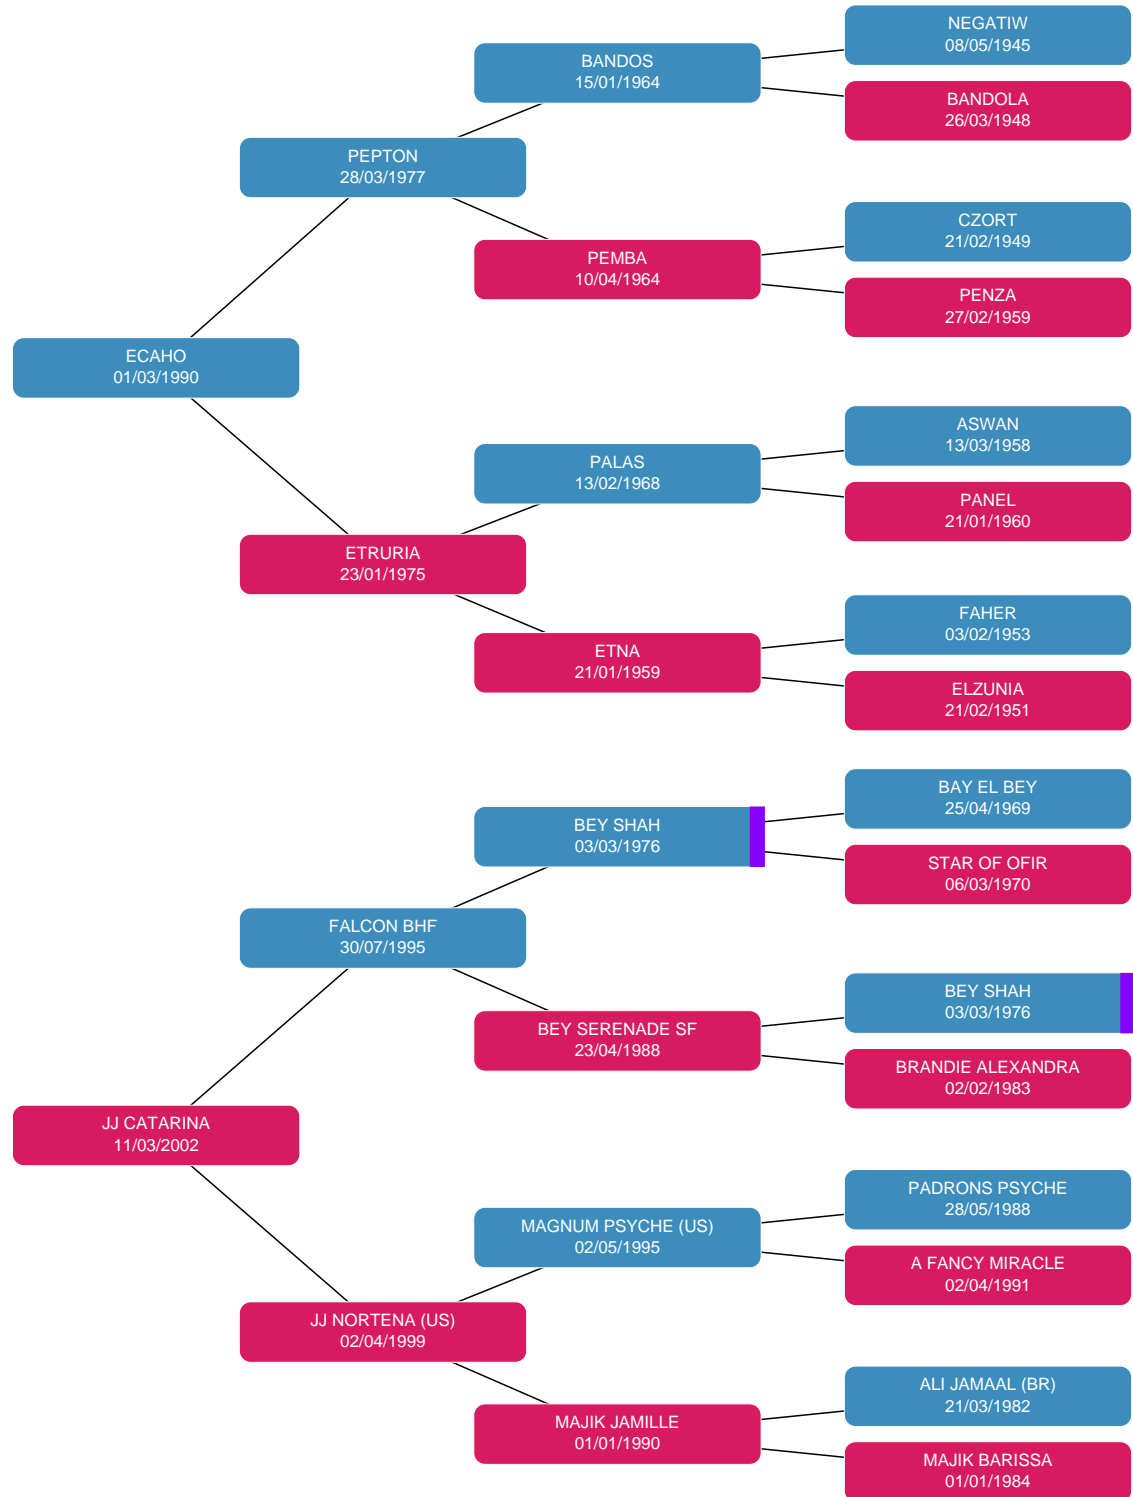 NEGATIW
08/05/1945
BANDOS
15/01/1964
BANDOLA
26/03/1948
PEPTON
28/03/1977
CZORT
21/02/1949
PEMBA
10/04/1964
PENZA
27/02/1959
ECAHO
01/03/1990
ASWAN
13/03/1958
PALAS
13/02/1968
PANEL
21/01/1960
ETRURIA
23/01/1975
FAHER
03/02/1953
ETNA
21/01/1959
ELZUNIA
21/02/1951
BAY EL BEY
25/04/1969
BEY SHAH
03/03/1976
STAR OF OFIR
06/03/1970
FALCON BHF
30/07/1995
BEY SHAH
03/03/1976
BEY SERENADE SF
23/04/1988
BRANDIE ALEXANDRA
02/02/1983
JJ CATARINA
11/03/2002
PADRONS PSYCHE
28/05/1988
MAGNUM PSYCHE (US)
02/05/1995
A FANCY MIRACLE
02/04/1991
JJ NORTENA (US)
02/04/1999
ALI JAMAAL (BR)
21/03/1982
MAJIK JAMILLE
01/01/1990
MAJIK BARISSA
01/01/1984